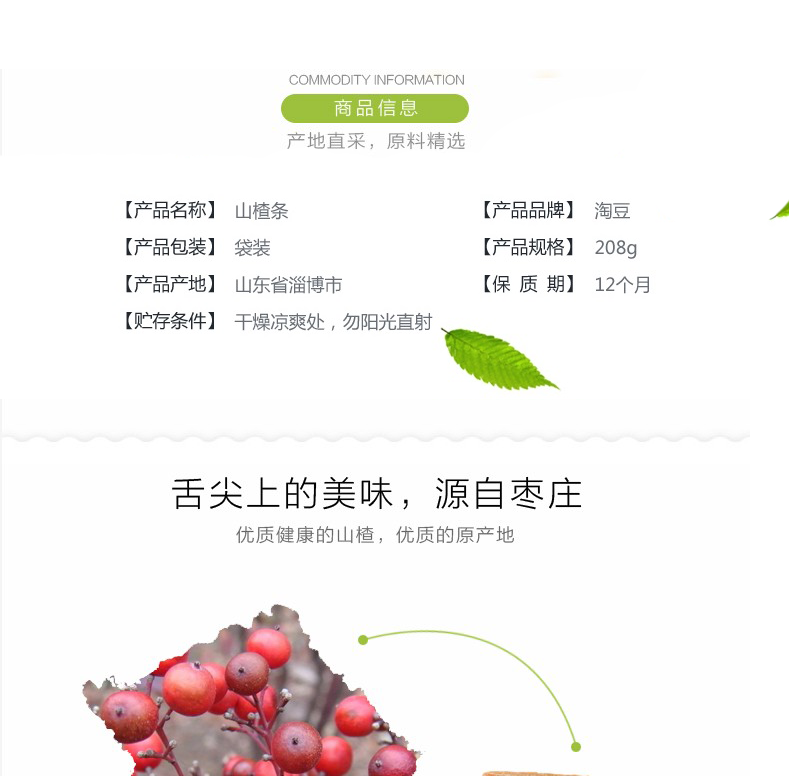 COMMODITY INFORMATION
商品信息
产地直采，原料精选
【产品名称】 山楂条 【产品品牌】 淘豆
【产品包装】 袋装 【产品规格】 208g
【产品产地】 山东省淄博市 【保 质 期】 12个月
【贮存条件】 干燥凉爽处，勿阳光直射
舌尖上的美味，源自枣庄
优质健康的山楂，优质的原产地